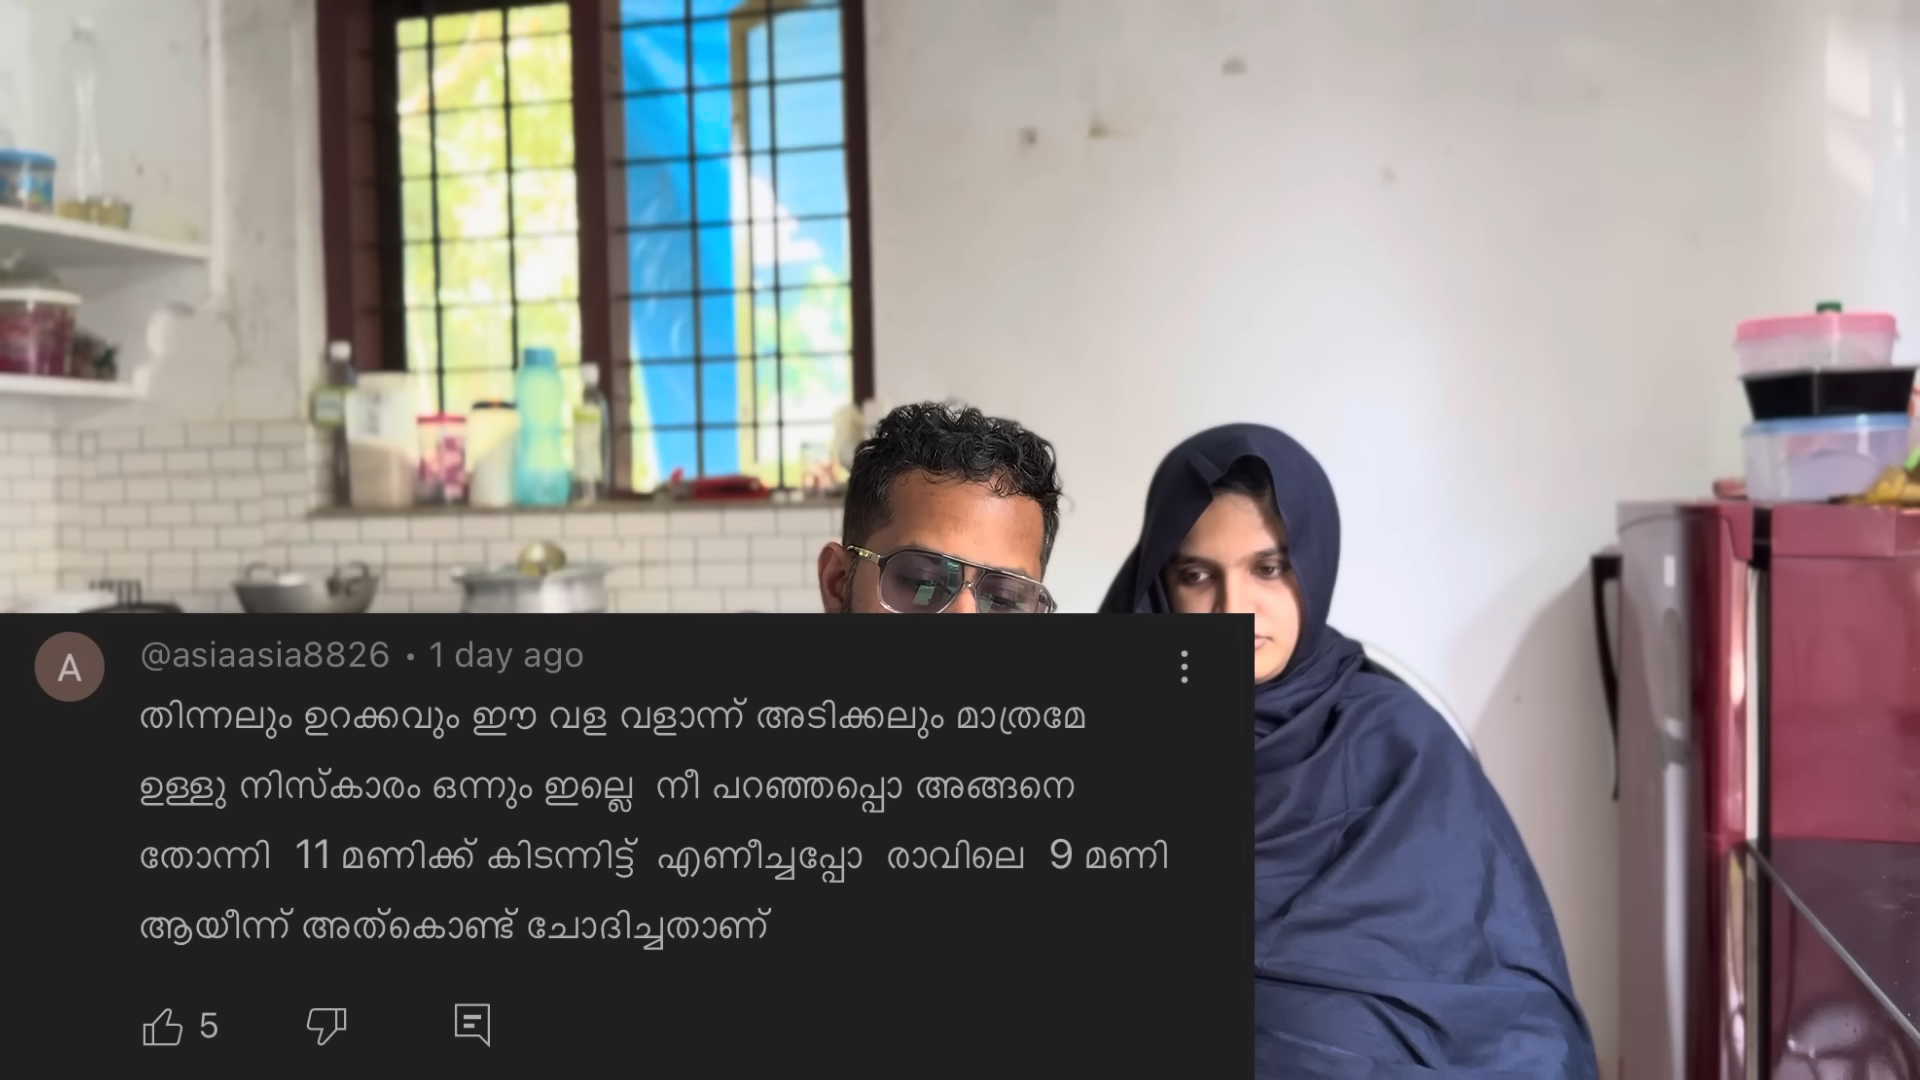 A
@asiaasia8826 • 1 day ago
തിന്നലും ഉറക്കവും ഈ വള വളാന്ന് അടിക്കലും മാത്രമേ
ഉള്ളു നിസ്കാരം ഒന്നും ഇല്ലെ നീ പറഞ്ഞപ്പൊ അങ്ങനെ
തോന്നി 11 മണിക്ക് കിടന്നിട്ട് എണീച്ചപ്പോ രാവിലെ 9 മണി
ആയീന്ന് അത്കൊണ്ട് ചോദിച്ചതാണ്
5